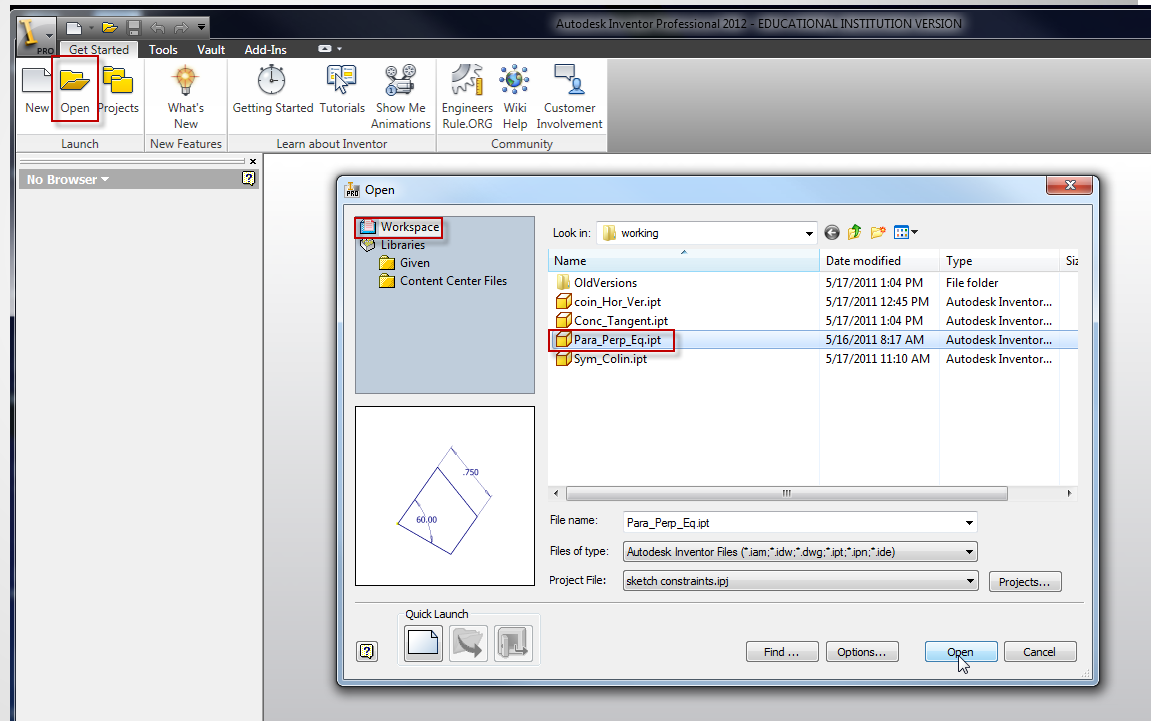 Autodesk Inventor Professional 2012 - EDUCATIONAL INSTITUTION VERSION
PRO
Get Started Tools Vault Add-Ins
New Open Projects What's New Getting Started Tutorials Show Me Animations Engineers Rule.ORG Wiki Help Customer Involvement
Launch New Features Learn about Inventor Community
No Browser
PRO Open
Workspace
Libraries
Given
Content Center Files
Look in: working
Name Date modified Type Siz
OldVersions 5/17/2011 1:04 PM File folder
coin_Hor_Ver.ipt 5/17/2011 12:45 PM Autodesk Inventor...
Conc_Tangent.ipt 5/17/2011 1:04 PM Autodesk Inventor...
Para_Perp_Eq.ipt 5/16/2011 8:17 AM Autodesk Inventor...
Sym_Colin.ipt 5/17/2011 11:10 AM Autodesk Inventor...
.750
60.00
File name: Para_Perp_Eq.ipt
Files of type: Autodesk Inventor Files (*.iam;*.idw;*.dwg;*.ipt;*.ipn;*.ide)
Project File: sketch constraints.ipj Projects...
Quick Launch
Find ... Options... Open Cancel